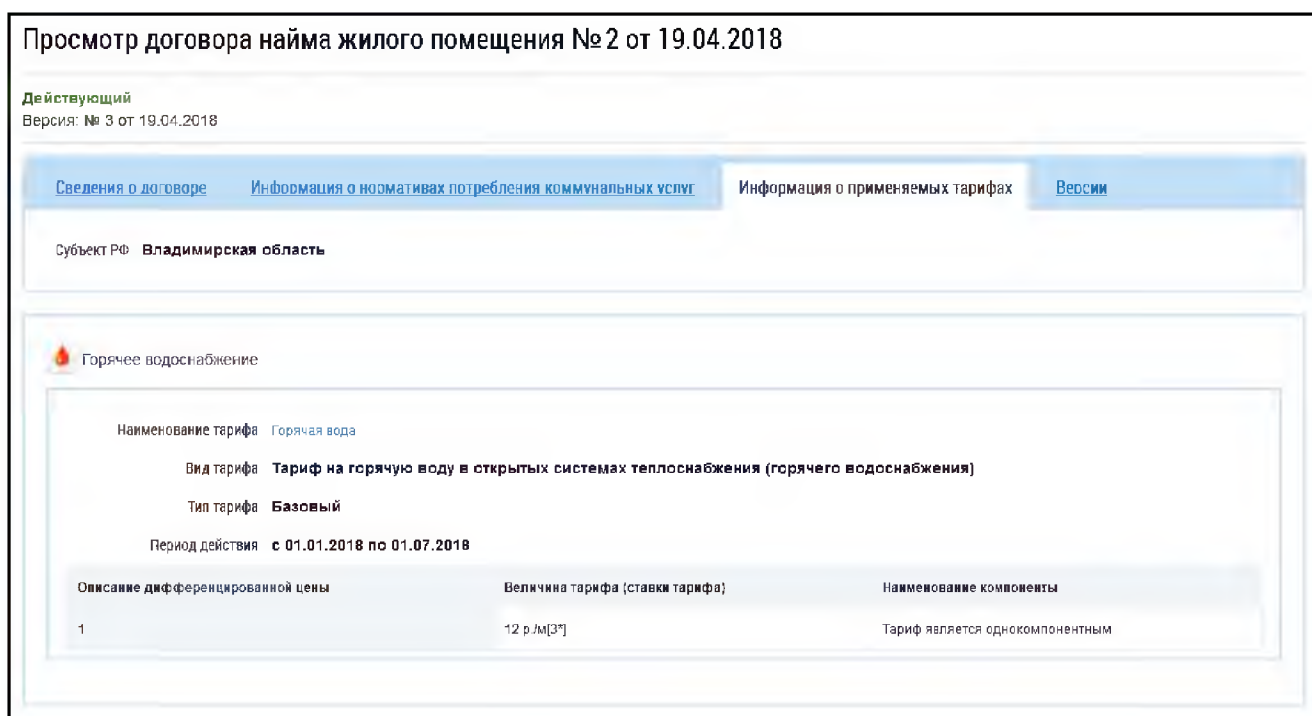 Просмотр договора найма жилого помещения № 2 от 19.04.2018
Действующий
Версия: № 3 от 19.04.2018
Сведения о договоре Информация о нормативах потребления коммунальных услуг Информация о применяемых тарифах Версии
Субъект РФ Владимирская область
Горячее водоснабжение
Наименование тарифа Горячая вода
Вид тарифа Тариф на горячую воду в открытых системах теплоснабжения (горячего водоснабжения)
Тип тарифа Базовый
Период действия с 01.01.2018 по 01.07.2018
Описание дифференцированной цены Величина тарифа (ставки тарифа) Наименование компоненты
1 12 р./м[3*] Тариф является однокомпонентным